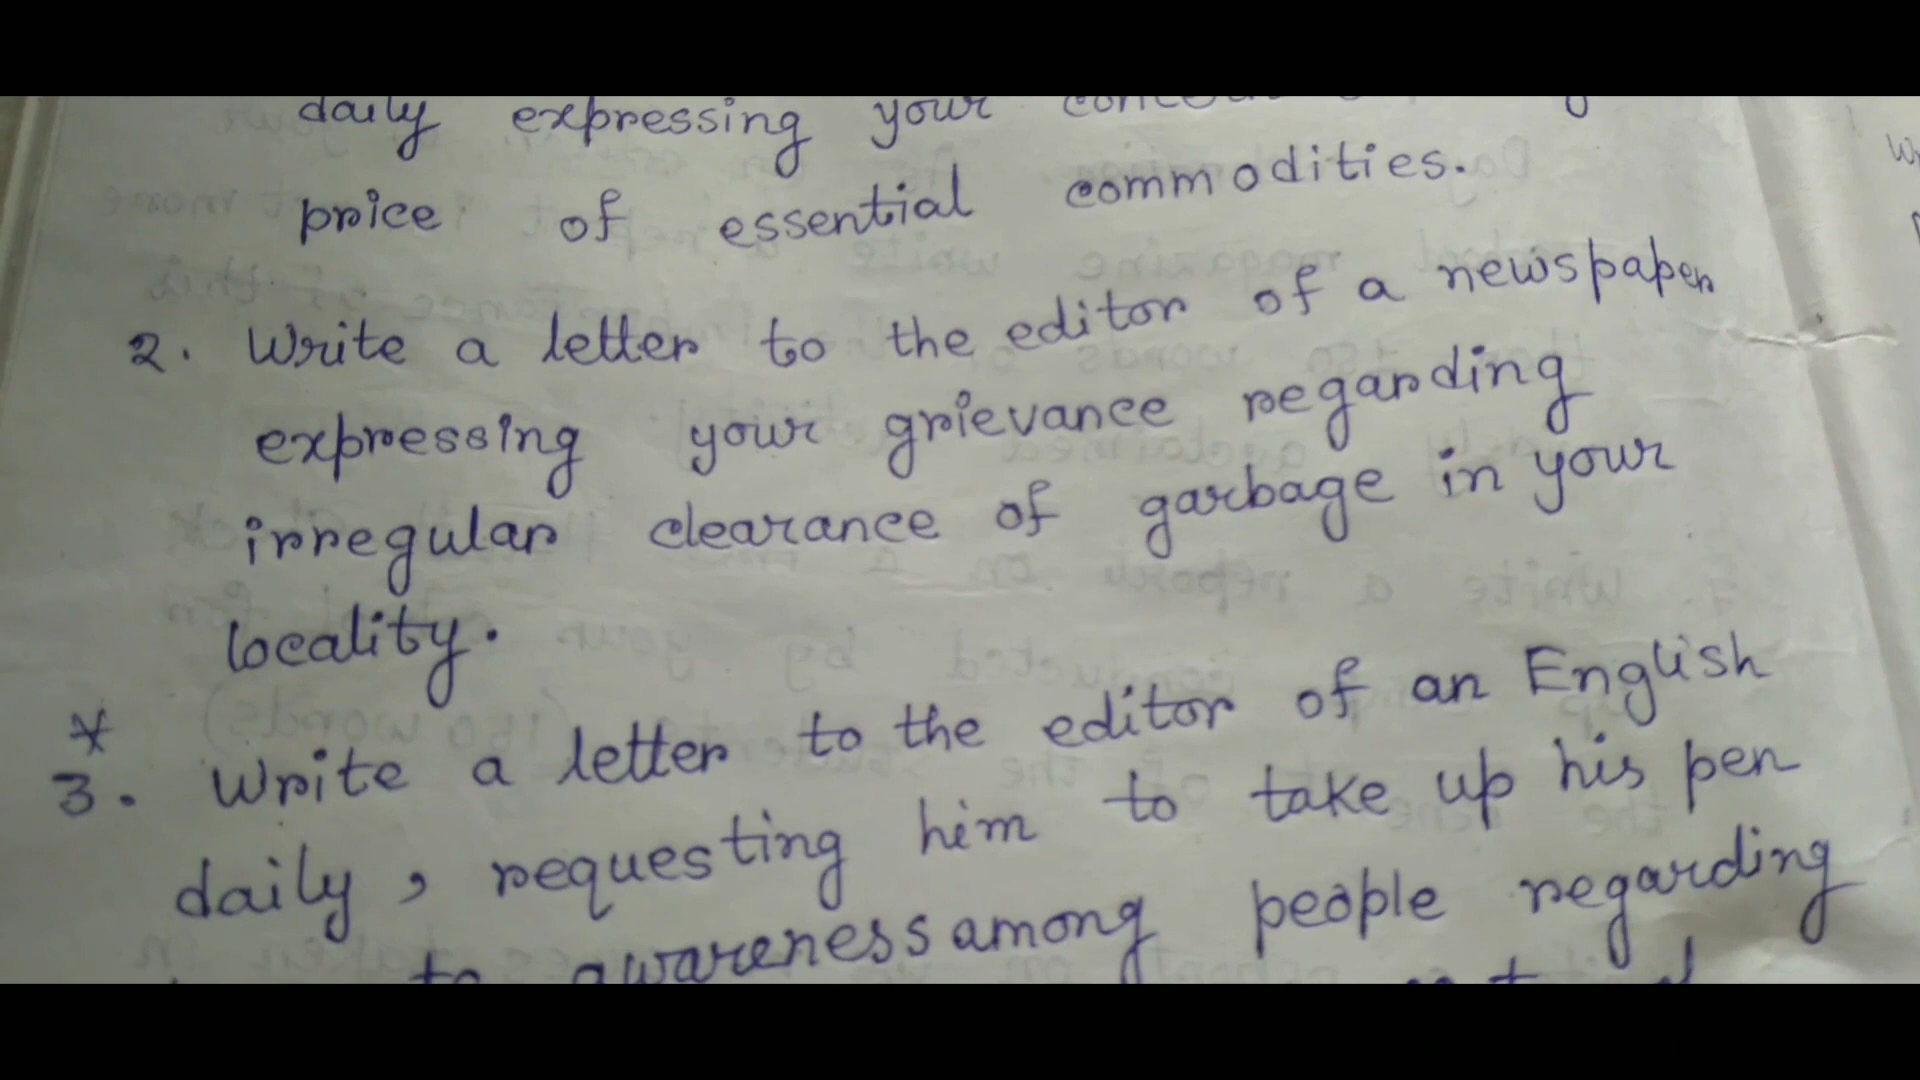 daily expressing your
price of essential commodities.
2. Write a letter to the editor of a newspaper
expressing your grievance regarding
irregular clearance of garbage in your
locality.
*
3. Write a letter to the editor of an English
daily, requesting him to take up his pen
to awareness among people regarding